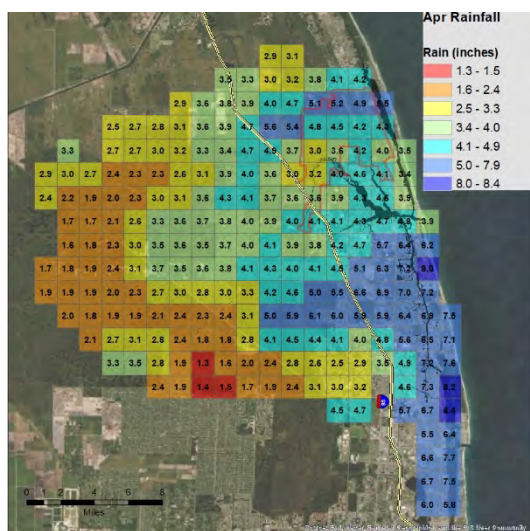 Apr Rainfall
Rain (inches)
1.3 - 1.5
1.6 - 2.4
2.5 - 3.3
3.4 - 4.0
4.1 - 4.9
5.0 - 7.9
8.0 - 8.4
2.9 3.1
3.5 3.3 3.0 3.2 3.8 4.1 4.2
2.9 3.6 3.8 3.9 4.0 4.7 5.1 5.2 4.9 6.5
2.5 2.7 2.8 3.1 3.6 3.9 4.7 5.6 5.4 4.8 4.5 4.2 4.3
3.3 2.7 2.7 3.0 3.2 3.3 3.4 4.7 4.9 3.7 3.0 3.6 4.2 4.0 3.5
2.9 3.0 2.7 2.4 2.3 2.3 2.6 3.1 3.9 4.0 3.6 3.0 3.2 4.0 4.6 4.1 3.4
2.4 2.2 1.9 2.0 2.3 3.0 3.1 3.6 4.3 4.1 3.7 3.6 3.6 3.9 4.3 4.6 3.5
1.7 1.7 2.1 2.6 3.3 3.6 3.7 3.8 4.0 3.9 4.0 4.1 4.1 4.3 4.7 4.8 3.9
1.6 1.8 2.3 3.0 3.5 3.6 3.5 3.7 4.0 4.1 3.9 3.8 4.2 4.7 5.7 6.4 6.2
1.7 1.8 1.9 2.4 3.1 3.7 3.5 3.6 3.8 4.1 4.3 4.0 4.1 4.5 5.1 6.3 7.2 8.0
1.9 1.9 1.9 2.0 2.3 2.7 3.0 2.8 3.0 3.3 4.2 4.6 5.0 5.5 6.6 6.9 7.0 7.2
2.0 1.8 1.9 1.9 2.1 2.4 2.3 2.4 3.1 5.0 5.9 6.1 6.0 5.9 5.9 6.4 6.9 7.5
2.1 2.7 3.1 2.8 2.4 1.8 1.8 2.8 4.1 4.5 4.4 4.1 4.0 4.0 4.8 5.6 6.5 7.1
3.3 3.5 2.8 1.9 1.3 1.6 2.0 2.4 2.8 2.6 2.5 2.9 3.5 4.9 7.2 7.6
2.4 1.9 1.4 1.5 1.7 1.9 2.4 3.1 3.0 3.2 4.6 7.3 8.2
4.5 4.7 5.7 6.7 4.4
5.5 6.4
6.6 7.7
6.7 7.5
6.0 5.8
0 2 4 8
Miles